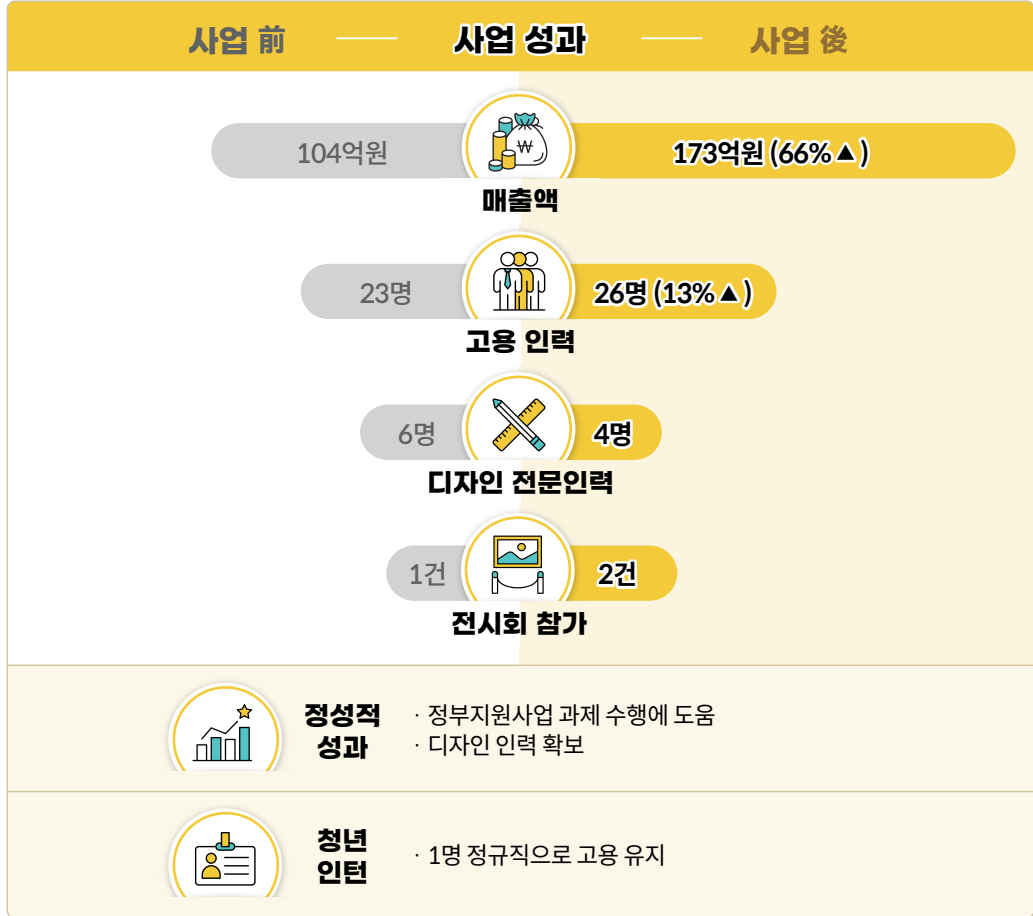 사업 前 사업 성과 사업 後
104억원 ₩ 173억원 (66%▲)
매출액
23명 26명 (13%▲)
고용 인력
6명 4명
디자인 전문인력
1건 2건
전시회 참가
정성적
성과
· 정부지원사업 과제 수행에 도움
· 디자인 인력 확보
청년
인턴
· 1명 정규직으로 고용 유지